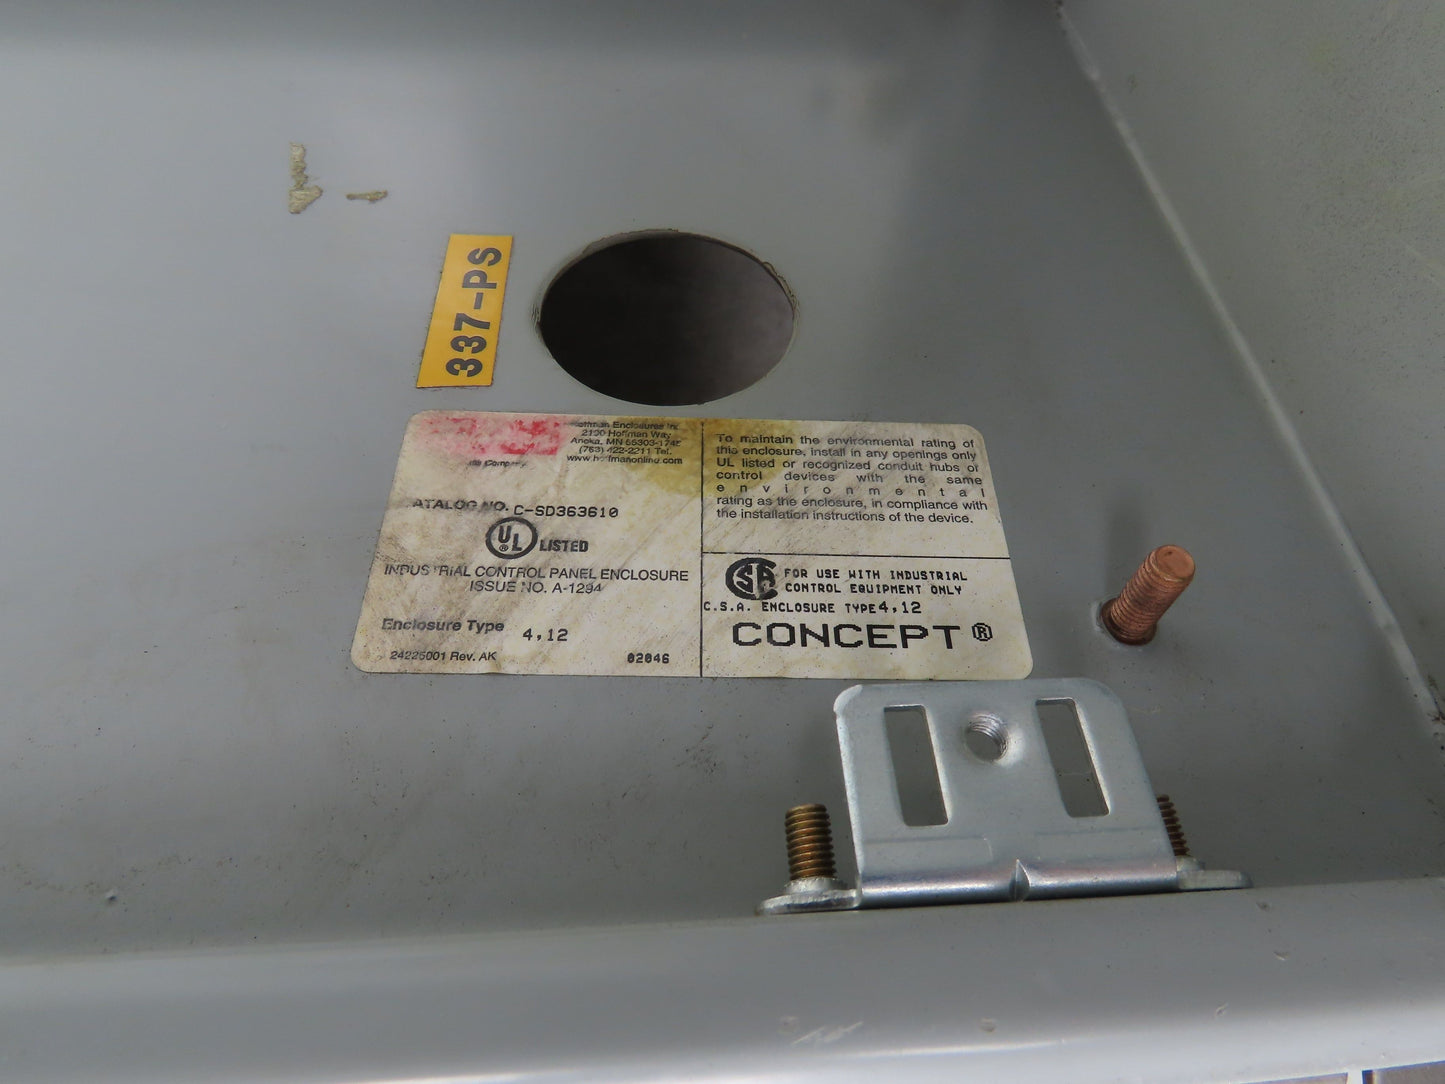 337-PS
Hoffman Enclosures Inc.
2100 Hoffman Way
Anoka, MN 55303-1745
(763) 422-2211 Tel.
www.hoffmanonline.com
Company
ATALOG NO. C-SD363610
UL LISTED
INDUSTRIAL CONTROL PANEL ENCLOSURE
ISSUE NO. A-1294
Enclosure Type 4,12
24225001 Rev. AK 02046
To maintain the environmental rating of
this enclosure, install in any openings only
UL listed or recognized conduit hubs or
control devices with the same
environmental
rating as the enclosure, in compliance with
the installation instructions of the device.
SA FOR USE WITH INDUSTRIAL
CONTROL EQUIPMENT ONLY
C.S.A. ENCLOSURE TYPE 4,12
CONCEPT®